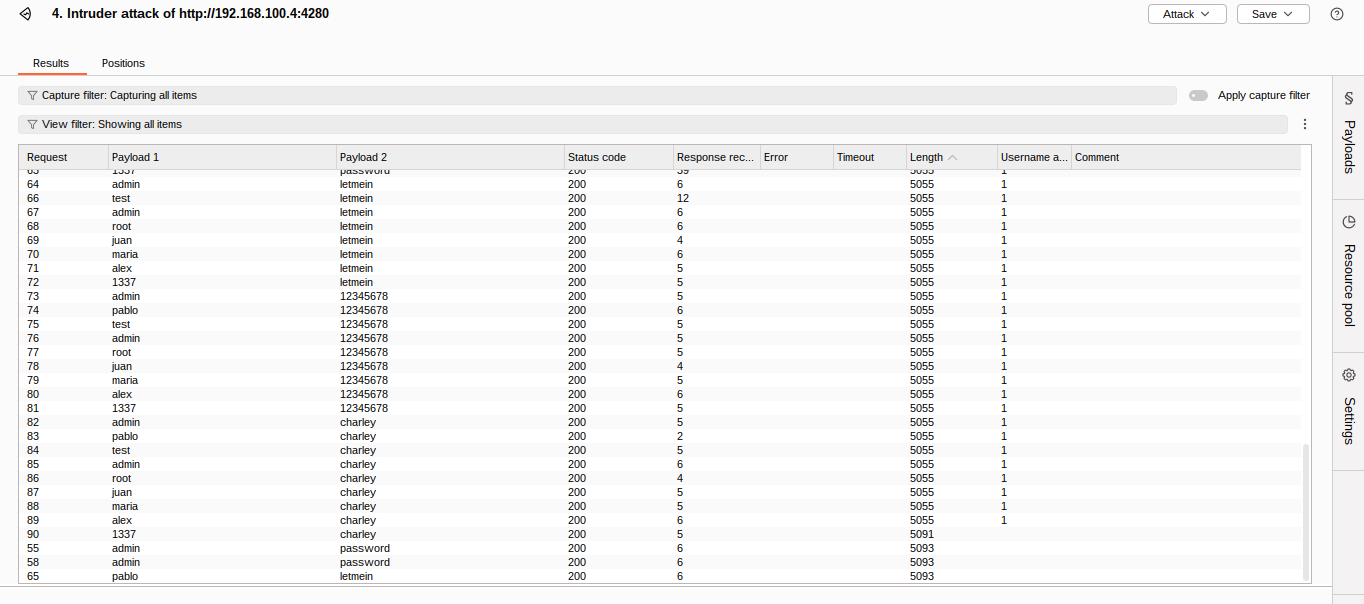 4. Intruder attack of http://192.168.100.4:4280
Attack
Save
Results Positions
Capture filter: Capturing all items
Apply capture filter
View filter: Showing all items
Request Payload 1 Payload 2 Status code Response rec... Error Timeout Length Username a... Comment
63 1337 password 200 39 5055 1
64 admin letmein 200 6 5055 1
66 test letmein 200 12 5055 1
67 admin letmein 200 6 5055 1
68 root letmein 200 6 5055 1
69 juan letmein 200 4 5055 1
70 maria letmein 200 6 5055 1
71 alex letmein 200 5 5055 1
72 1337 letmein 200 5 5055 1
73 admin 12345678 200 5 5055 1
74 pablo 12345678 200 6 5055 1
75 test 12345678 200 5 5055 1
76 admin 12345678 200 5 5055 1
77 root 12345678 200 5 5055 1
78 juan 12345678 200 4 5055 1
79 maria 12345678 200 5 5055 1
80 alex 12345678 200 6 5055 1
81 1337 12345678 200 5 5055 1
82 admin charley 200 5 5055 1
83 pablo charley 200 2 5055 1
84 test charley 200 5 5055 1
85 admin charley 200 6 5055 1
86 root charley 200 4 5055 1
87 juan charley 200 5 5055 1
88 maria charley 200 5 5055 1
89 alex charley 200 6 5055 1
90 1337 charley 200 5 5091
55 admin password 200 6 5093
58 admin password 200 6 5093
65 pablo letmein 200 6 5093
Payloads
Resource pool
Settings